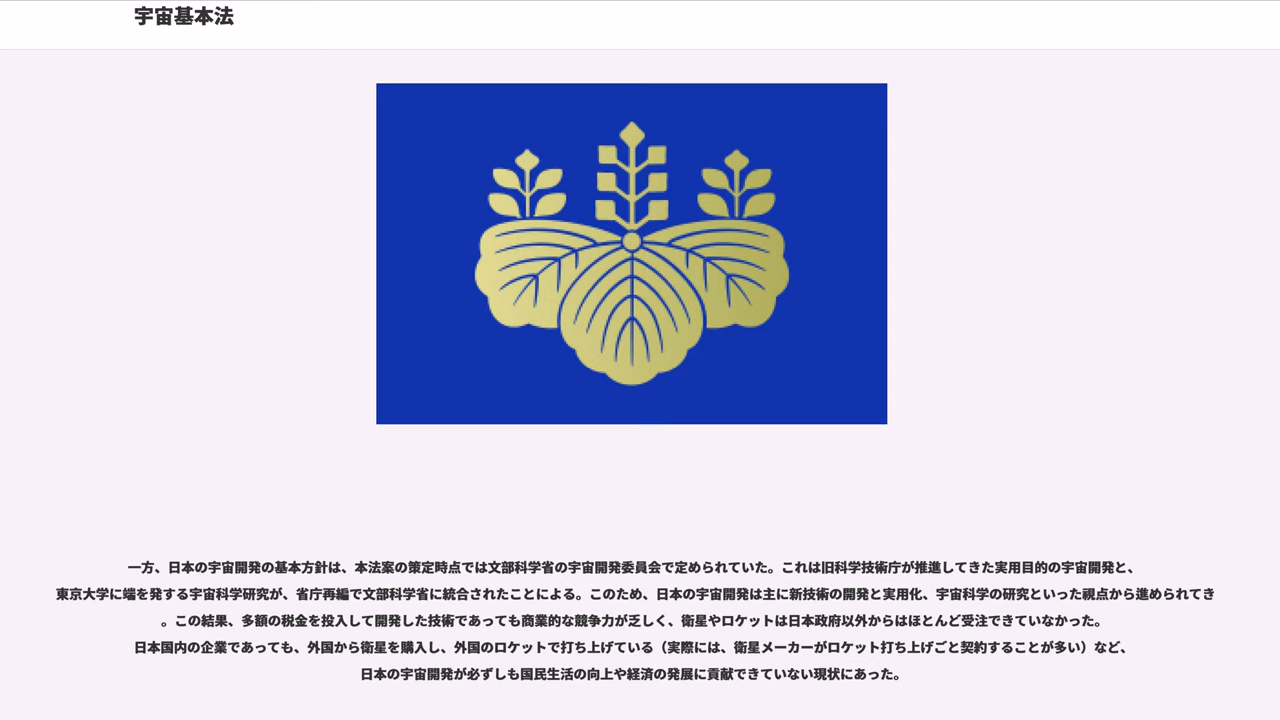 宇宙基本法
一方、日本の宇宙開発の基本方針は、本法案の策定時点では文部科学省の宇宙開発委員会で定められていた。これは旧科学技術庁が推進してきた実用目的の宇宙開発と、
東京大学に端を発する宇宙科学研究が、省庁再編で文部科学省に統合されたことによる。このため、日本の宇宙開発は主に新技術の開発と実用化、宇宙科学の研究といった視点から進められてき
。この結果、多額の税金を投入して開発した技術であっても商業的な競争力が乏しく、衛星やロケットは日本政府以外からはほとんど受注できていなかった。
日本国内の企業であっても、外国から衛星を購入し、外国のロケットで打ち上げている（実際には、衛星メーカーがロケット打ち上げごと契約することが多い）など、
日本の宇宙開発が必ずしも国民生活の向上や経済の発展に貢献できていない現状にあった。